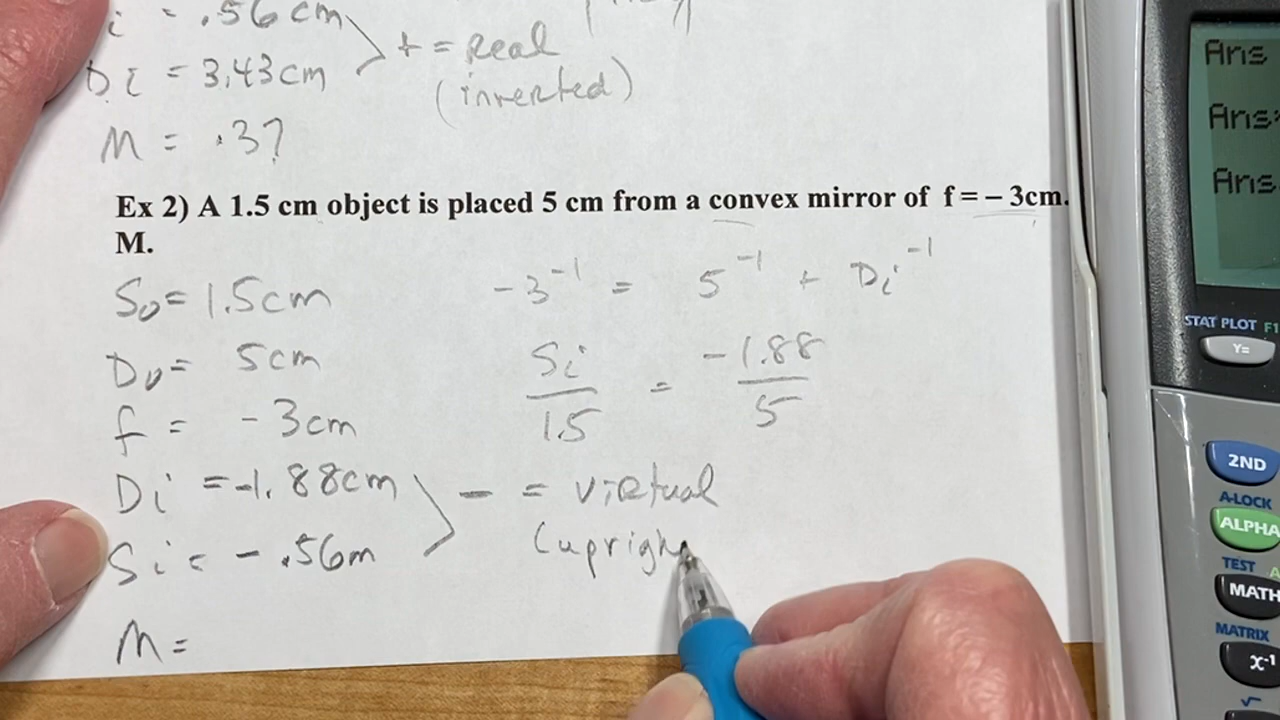 i = .56cm
Di = 3.43cm
+ = Real
(inverted)
M = .37
Ex 2) A 1.5 cm object is placed 5 cm from a convex mirror of f = – 3cm.
M.
So = 1.5cm
Do = 5cm
f = -3cm
Di = -1.88cm
Si = -.56m
M =
-3⁻¹ = 5⁻¹ + Di⁻¹
Si/1.5 = -1.88/5
- = virtual
(uprigh
Ans
Ans
Ans
STAT PLOT F1
Y=
2ND
A-LOCK
ALPHA
TEST A
MATH
MATRIX
x⁻¹
√